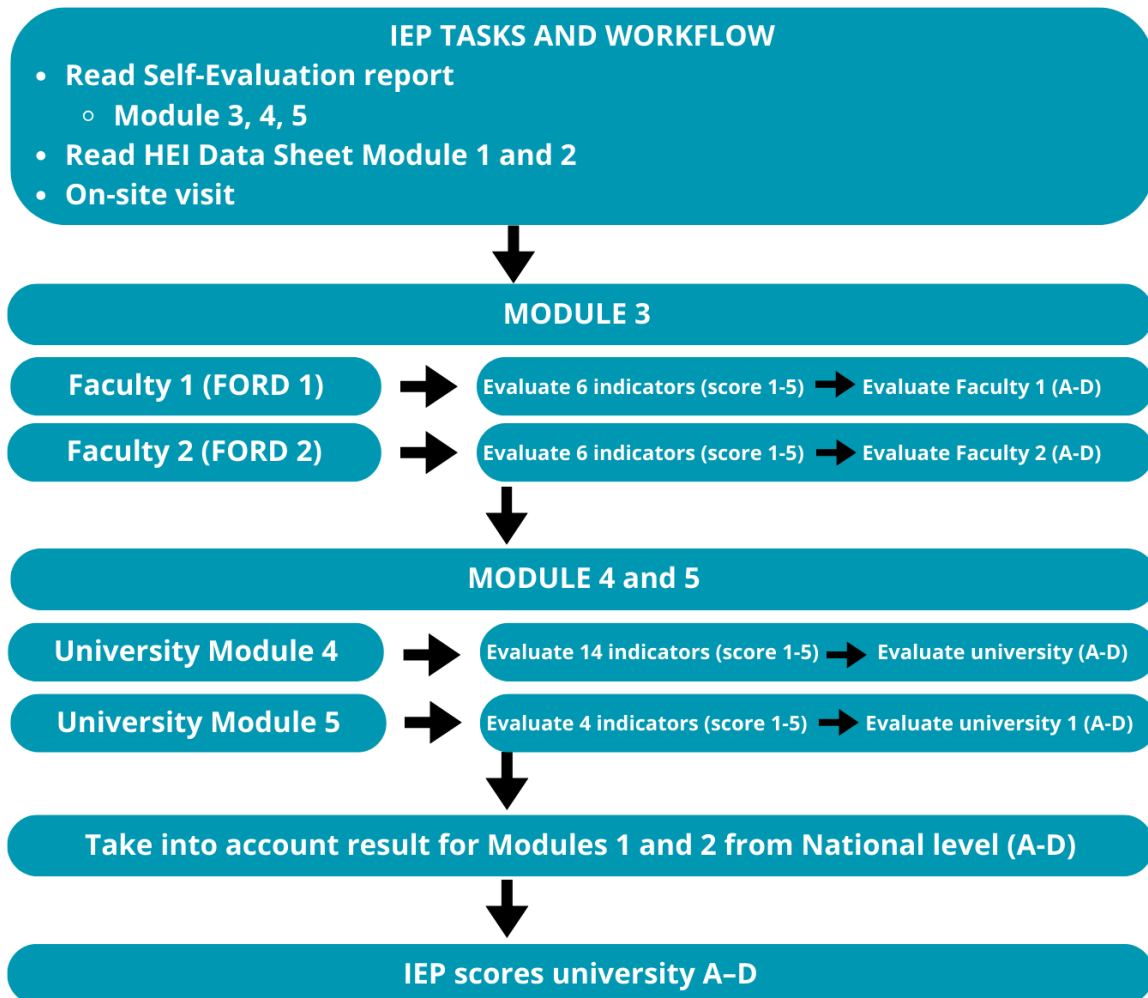 IEP TASKS AND WORKFLOW
• Read Self-Evaluation report
◦ Module 3, 4, 5
• Read HEI Data Sheet Module 1 and 2
• On-site visit
MODULE 3
Faculty 1 (FORD 1)
Evaluate 6 indicators (score 1-5)
Evaluate Faculty 1 (A-D)
Faculty 2 (FORD 2)
Evaluate 6 indicators (score 1-5)
Evaluate Faculty 2 (A-D)
MODULE 4 and 5
University Module 4
Evaluate 14 indicators (score 1-5)
Evaluate university (A-D)
University Module 5
Evaluate 4 indicators (score 1-5)
Evaluate university 1 (A-D)
Take into account result for Modules 1 and 2 from National level (A-D)
IEP scores university A–D